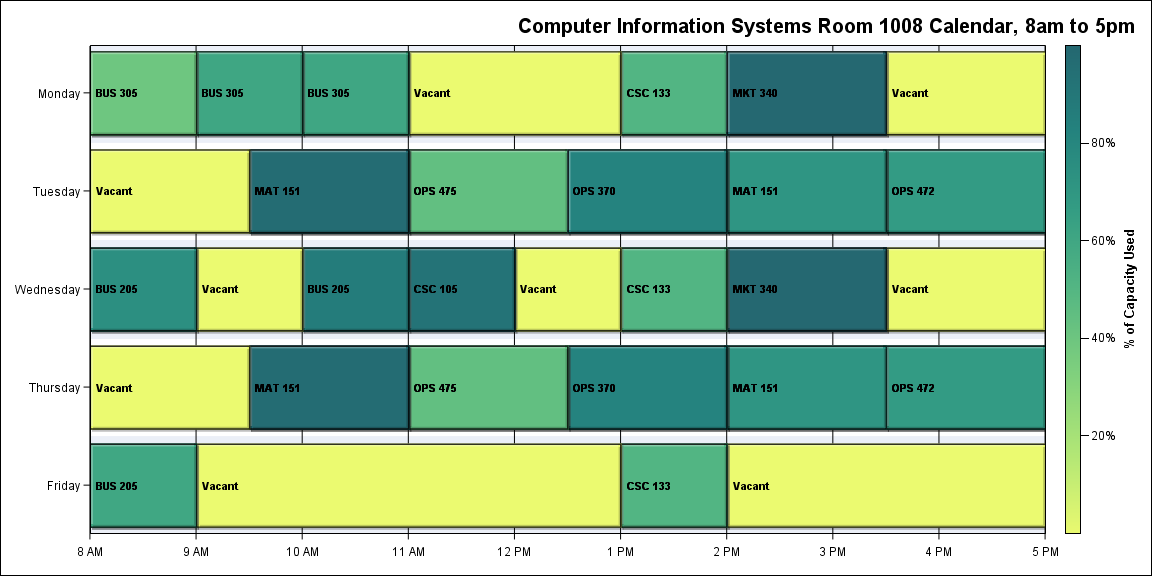 Computer Information Systems Room 1008 Calendar, 8am to 5pm
Monday
BUS 305
BUS 305
BUS 305
Vacant
CSC 133
MKT 340
Vacant
Tuesday
Vacant
MAT 151
OPS 475
OPS 370
MAT 151
OPS 472
Wednesday
BUS 205
Vacant
BUS 205
CSC 105
Vacant
CSC 133
MKT 340
Vacant
Thursday
Vacant
MAT 151
OPS 475
OPS 370
MAT 151
OPS 472
Friday
BUS 205
Vacant
CSC 133
Vacant
8 AM
9 AM
10 AM
11 AM
12 PM
1 PM
2 PM
3 PM
4 PM
5 PM
80%
60%
40%
20%
% of Capacity Used